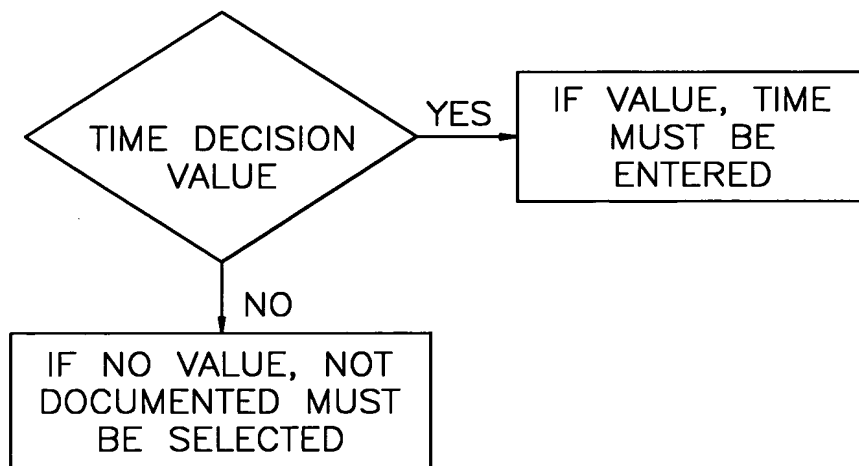 TIME DECISION
VALUE
YES
IF VALUE, TIME
MUST BE
ENTERED
NO
IF NO VALUE, NOT
DOCUMENTED MUST
BE SELECTED